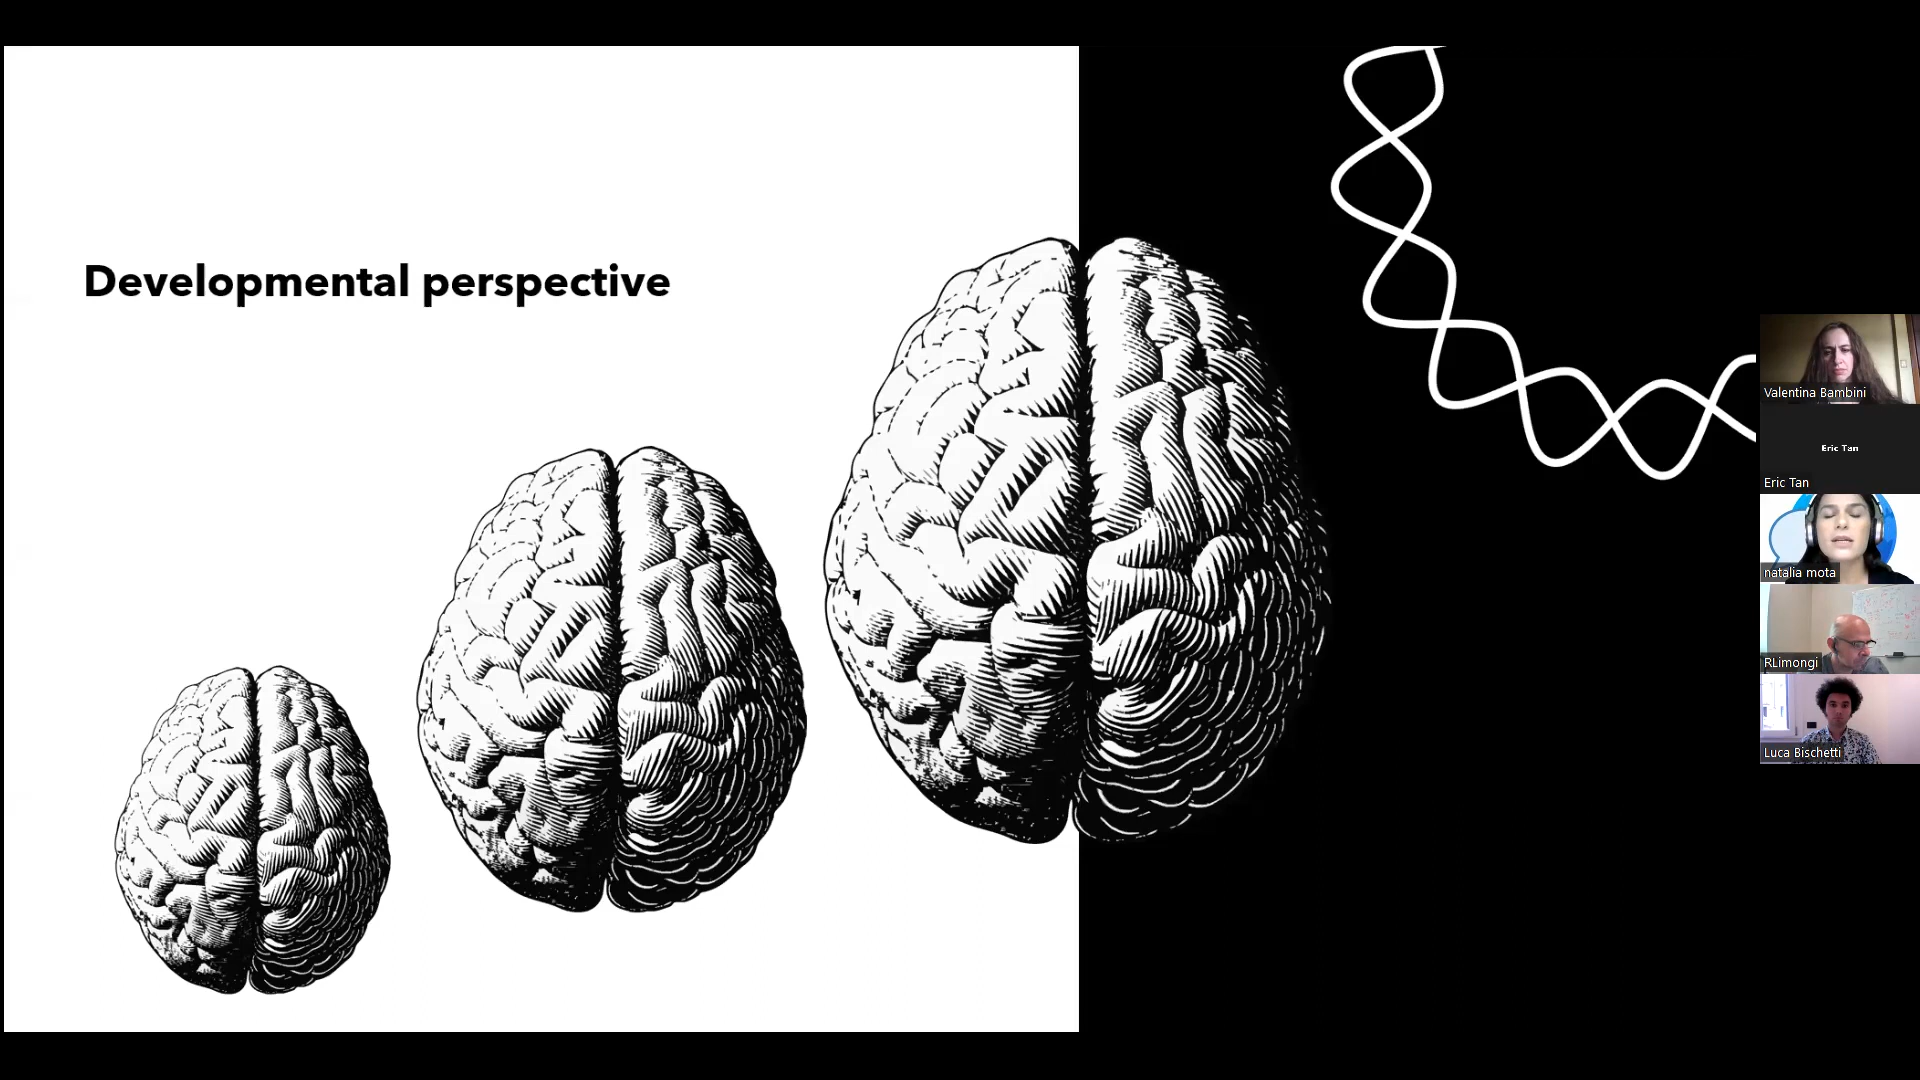 Developmental perspective
Valentina Bambini
Eric Tan
Eric Tan
natalia mota
RLimongi
Luca Bischetti